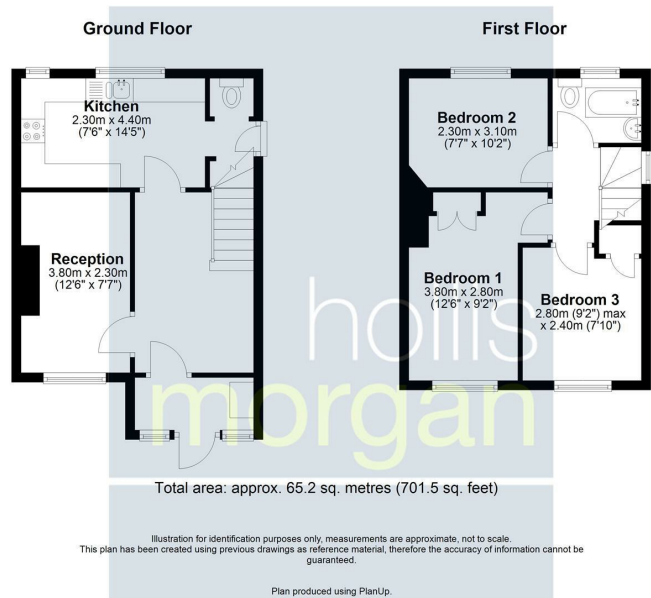 Ground Floor
First Floor
Kitchen
2.30m x 4.40m
(7'6" x 14'5")
Bedroom 2
2.30m x 3.10m
(7'7" x 10'2")
Reception
3.80m x 2.30m
(12'6" x 7'7")
Bedroom 1
3.80m x 2.80m
(12'6" x 9'2")
Bedroom 3
2.80m (9'2") max
x 2.40m (7'10")
hollis
morgan
Total area: approx. 65.2 sq. metres (701.5 sq. feet)
Illustration for identification purposes only, measurements are approximate, not to scale.
This plan has been created using previous drawings as reference material, therefore the accuracy of information cannot be
guaranteed.
Plan produced using PlanUp.